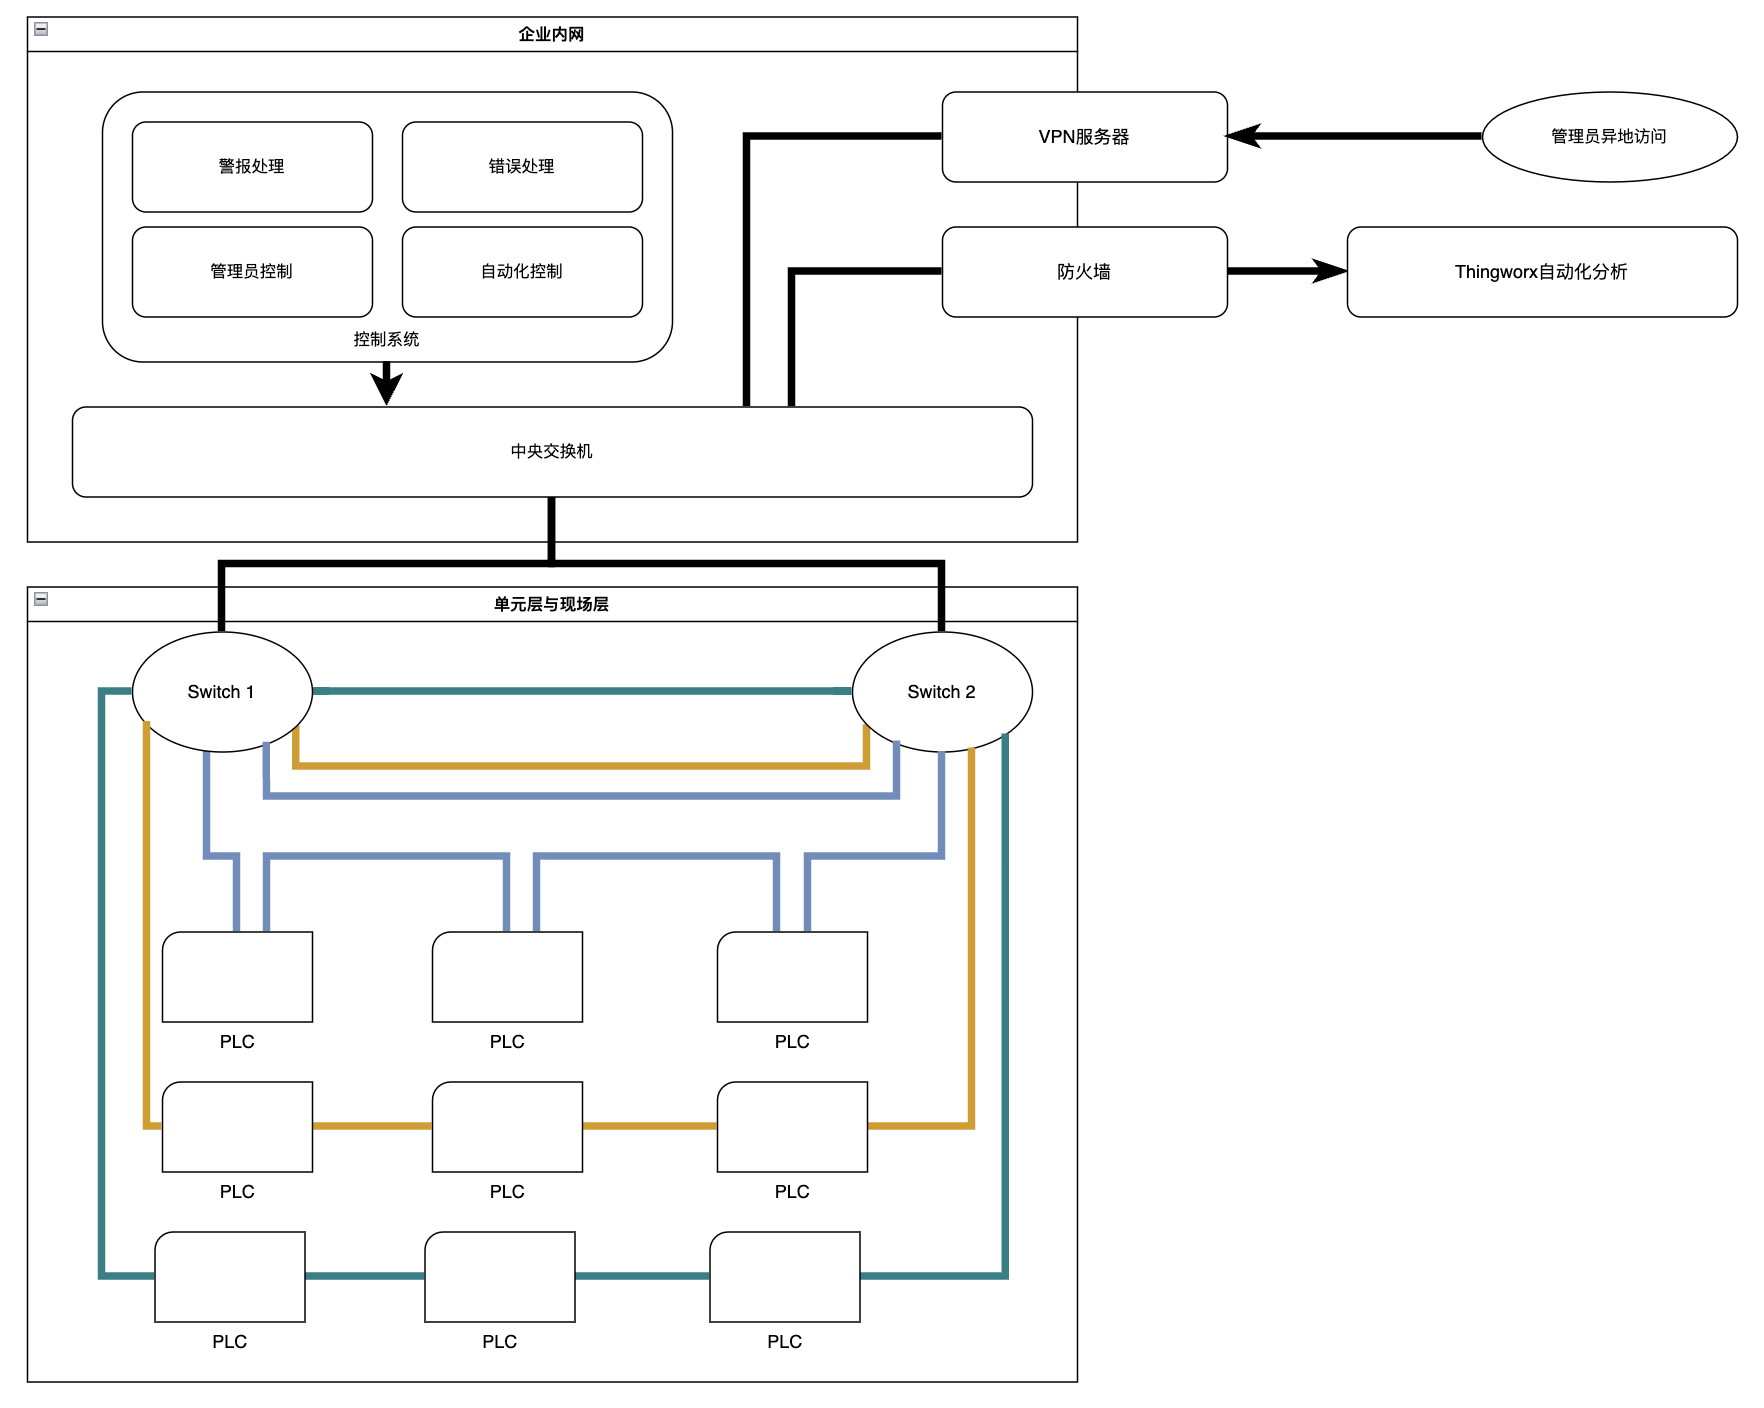 企业内网
警报处理
错误处理
管理员控制
自动化控制
控制系统
VPN服务器
管理员异地访问
防火墙
Thingworx自动化分析
中央交换机
单元层与现场层
Switch 1
Switch 2
PLC
PLC
PLC
PLC
PLC
PLC
PLC
PLC
PLC